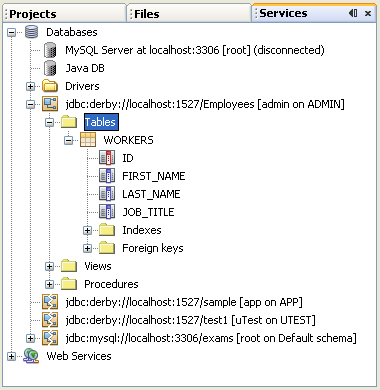 Projects Files Services
Databases
MySQL Server at localhost:3306 [root] (disconnected)
Java DB
Drivers
jdbc:derby://localhost:1527/Employees [admin on ADMIN]
Tables
WORKERS
ID
FIRST_NAME
LAST_NAME
JOB_TITLE
Indexes
Foreign keys
Views
Procedures
jdbc:derby://localhost:1527/sample [app on APP]
jdbc:derby://localhost:1527/test1 [uTest on UTEST]
jdbc:mysql://localhost:3306/exams [root on Default schema]
Web Services